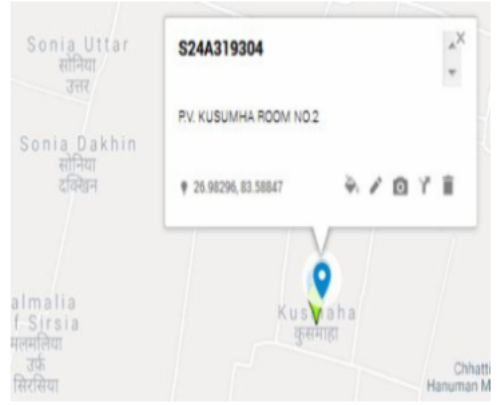 Sonia Uttar
सोनिया
उत्तर
S24A319304
P.V. KUSUMHA ROOM NO.2
Sonia Dakhin
सोनिया
दक्खिन
26.98296, 83.58847
almalia
f Sirsia
मलमलिया
उर्फ
सिरसिया
Kusmaha
कुसमाहा
Chhatti
Hanuman M